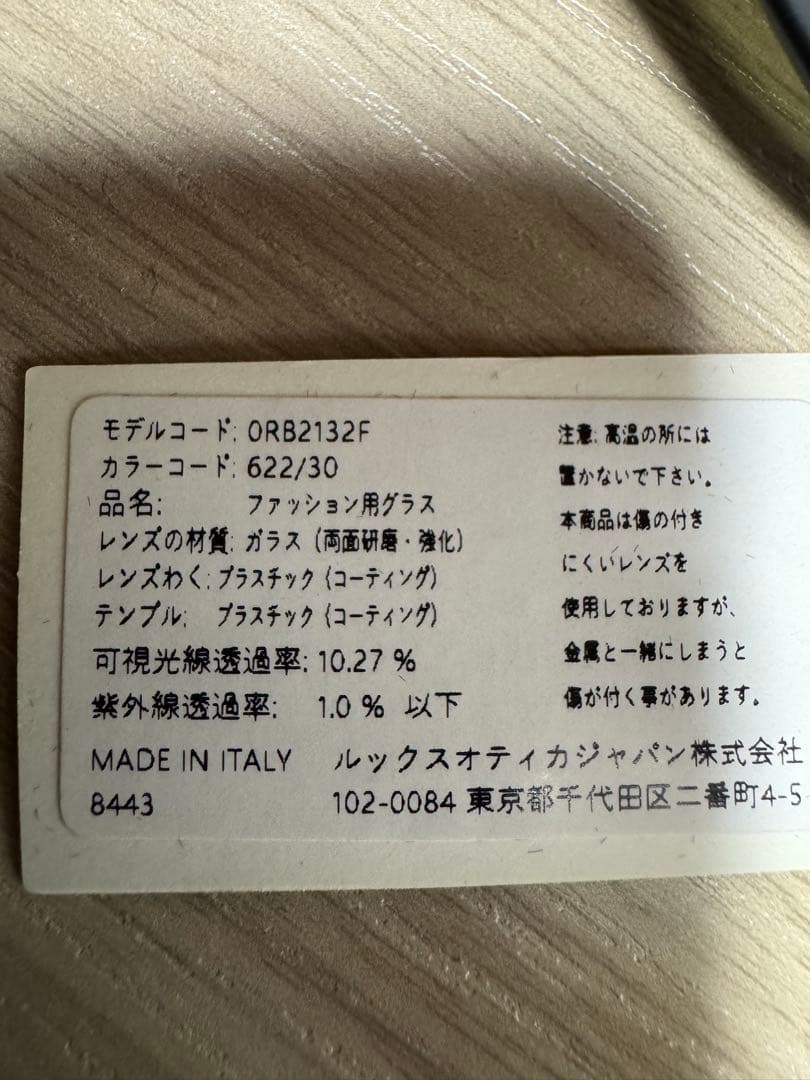 モデルコード: 0RB2132F
カラーコード: 622/30
品名: ファッション用グラス
レンズの材質: ガラス (両面研磨・強化)
レンズわく: プラスチック (コーティング)
テンプル: プラスチック (コーティング)
可視光線透過率: 10.27 %
紫外線透過率: 1.0 % 以下
MADE IN ITALY
8443
注意: 高温の所には
置かないで下さい。
本商品は傷の付き
にくいレンズを
使用しておりますが、
金属と一緒にしまうと
傷が付く事があります。
ルックスオティカジャパン株式会社
102-0084 東京都千代田区二番町4-5